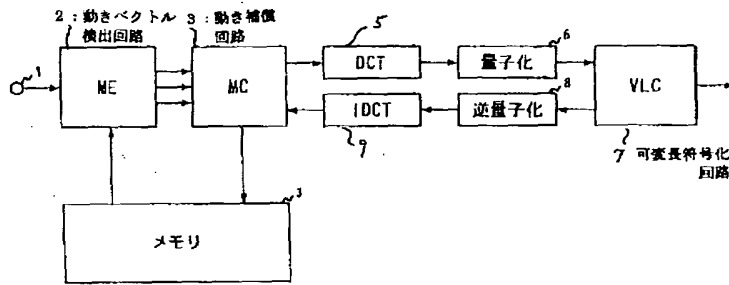 2：動きベクトル
検出回路
3：動き補償
回路
1
ME
MC
5
DCT
6
量子化
VLC
IDCT
9
8
逆量子化
7 可変長符号化
回路
3
メモリ